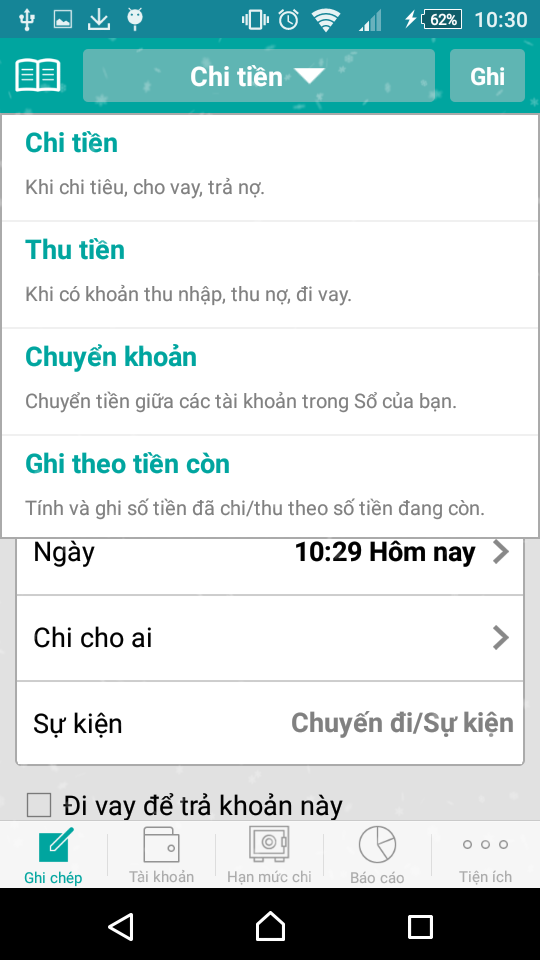 62% 10:30
Chi tiền Ghi
Chi tiền
Khi chi tiêu, cho vay, trả nợ.
Thu tiền
Khi có khoản thu nhập, thu nợ, đi vay.
Chuyển khoản
Chuyển tiền giữa các tài khoản trong Sổ của bạn.
Ghi theo tiền còn
Tính và ghi số tiền đã chi/thu theo số tiền đang còn.
Ngày 10:29 Hôm nay
Chi cho ai
Sự kiện Chuyến đi/Sự kiện
Đi vay để trả khoản này
Ghi chép Tài khoản Hạn mức chi Báo cáo Tiện ích